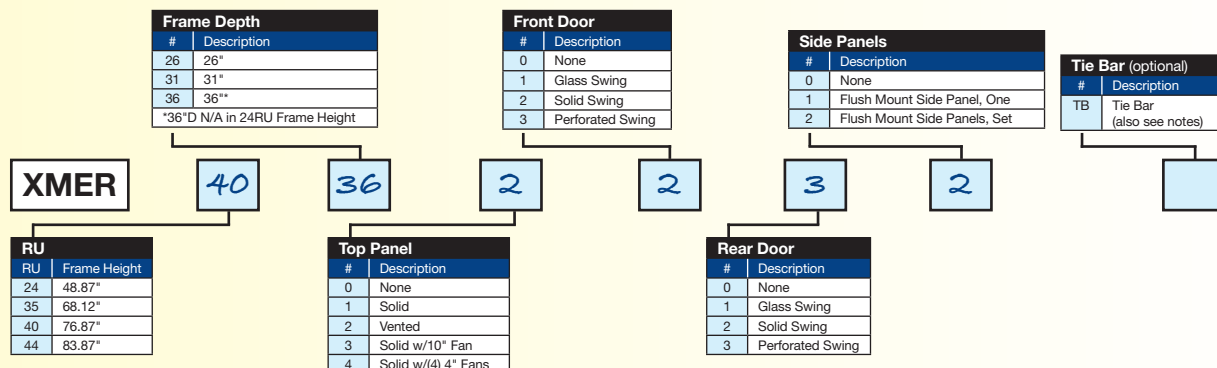 Frame Depth
# Description
26 26"
31 31"
36 36"*
*36"D N/A in 24RU Frame Height
Front Door
# Description
0 None
1 Glass Swing
2 Solid Swing
3 Perforated Swing
Side Panels
# Description
0 None
1 Flush Mount Side Panel, One
2 Flush Mount Side Panels, Set
Tie Bar (optional)
# Description
TB Tie Bar
(also see notes)
XMER 40 36 2 2 3 2
RU
RU Frame Height
24 48.87"
35 68.12"
40 76.87"
44 83.87"
Top Panel
# Description
0 None
1 Solid
2 Vented
3 Solid w/10" Fan
4 Solid w/(4) 4" Fans
Rear Door
# Description
0 None
1 Glass Swing
2 Solid Swing
3 Perforated Swing